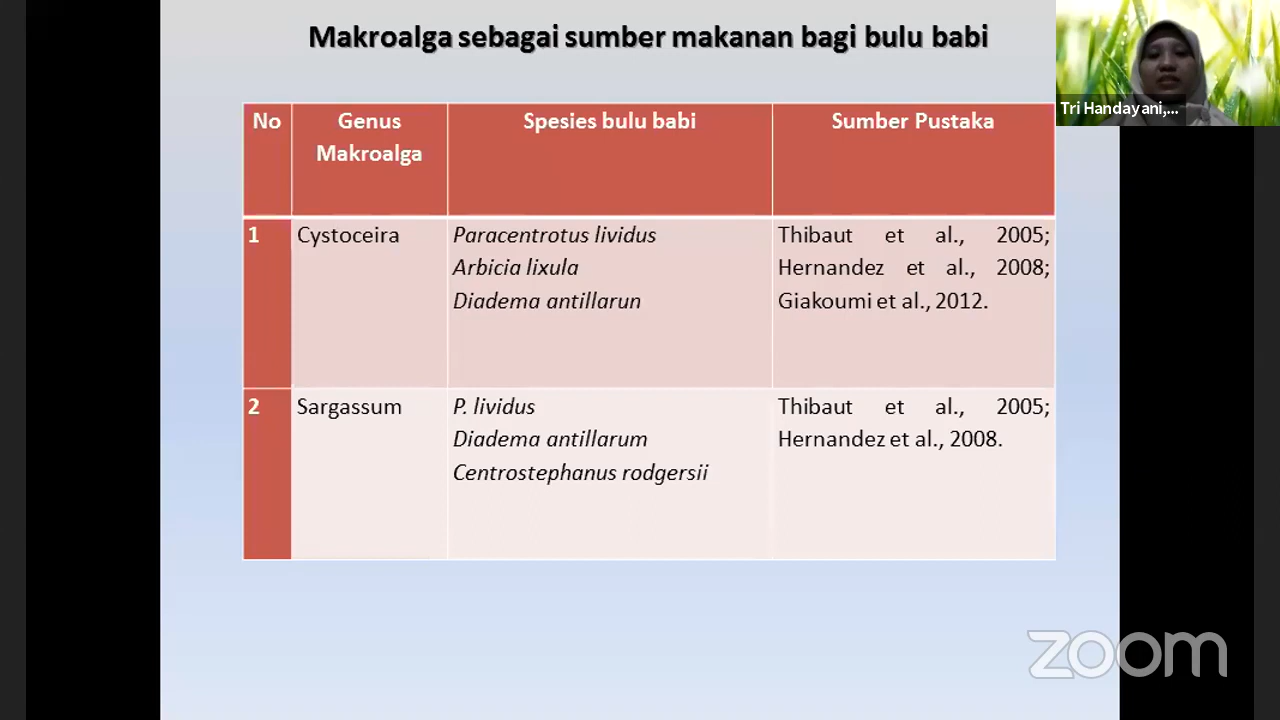 Makroalga sebagai sumber makanan bagi bulu babi
Tri Handayani,...
No
Genus
Makroalga
Spesies bulu babi
Sumber Pustaka
1
Cystoceira
Paracentrotus lividus
Arbicia lixula
Diadema antillarun
Thibaut et al., 2005;
Hernandez et al., 2008;
Giakoumi et al., 2012.
2
Sargassum
P. lividus
Diadema antillarum
Centrostephanus rodgersii
Thibaut et al., 2005;
Hernandez et al., 2008.
zoom